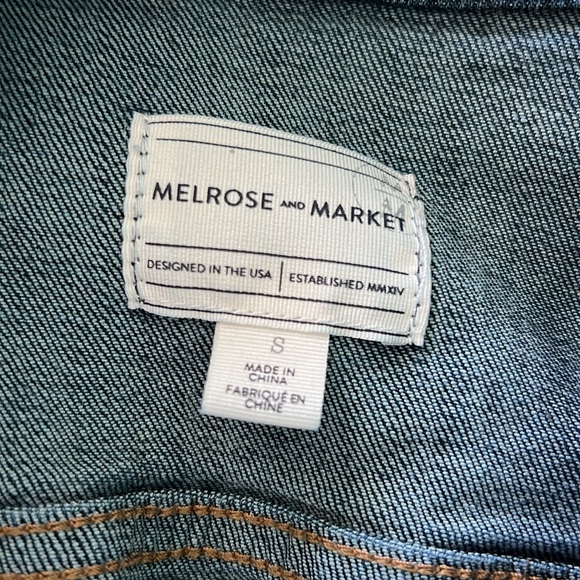 MELROSE AND MARKET
DESIGNED IN THE USA | ESTABLISHED MMXIV
S
MADE IN
CHINA
FABRIQUÉ EN
CHINE